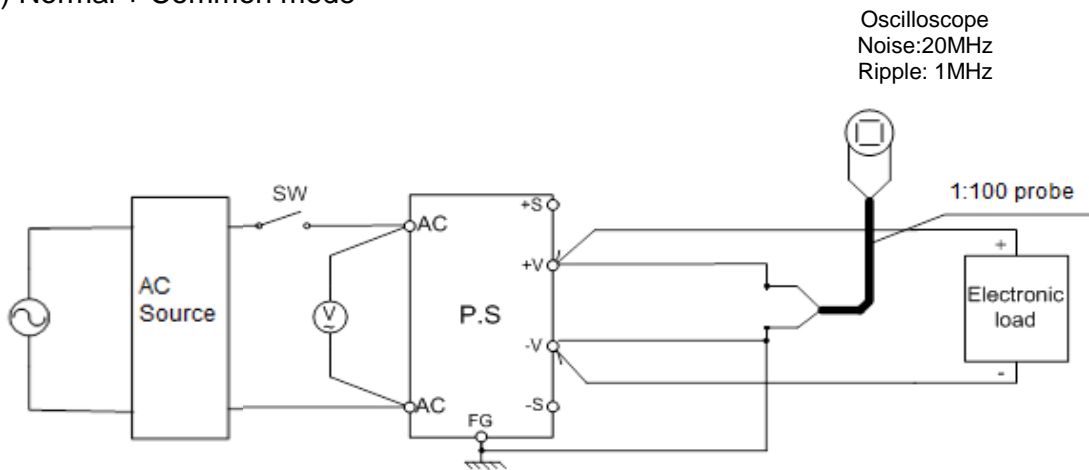 ) Normal + Common mode
Oscilloscope
Noise:20MHz
Ripple: 1MHz
1:100 probe
SW
+S
AC
+V
+
AC
Source
V
~
P.S
Electronic
load
-V
-
AC
-S
FG